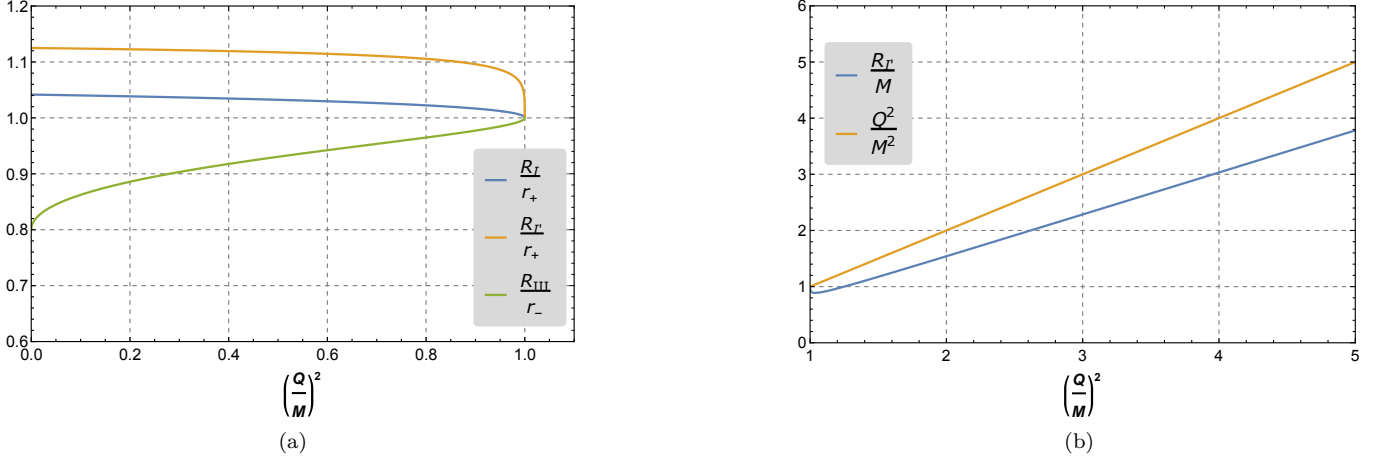 1.2
1.1
1.0
0.9
0.8
0.7
0.6
0.0 0.2 0.4 0.6 0.8 1.0
R_I / r_+
R_I' / r_+
R_III / r_-
(Q/M)^2
(a)
6
5
4
3
2
1
0
1 2 3 4 5
R_I' / M
Q^2 / M^2
(Q/M)^2
(b)